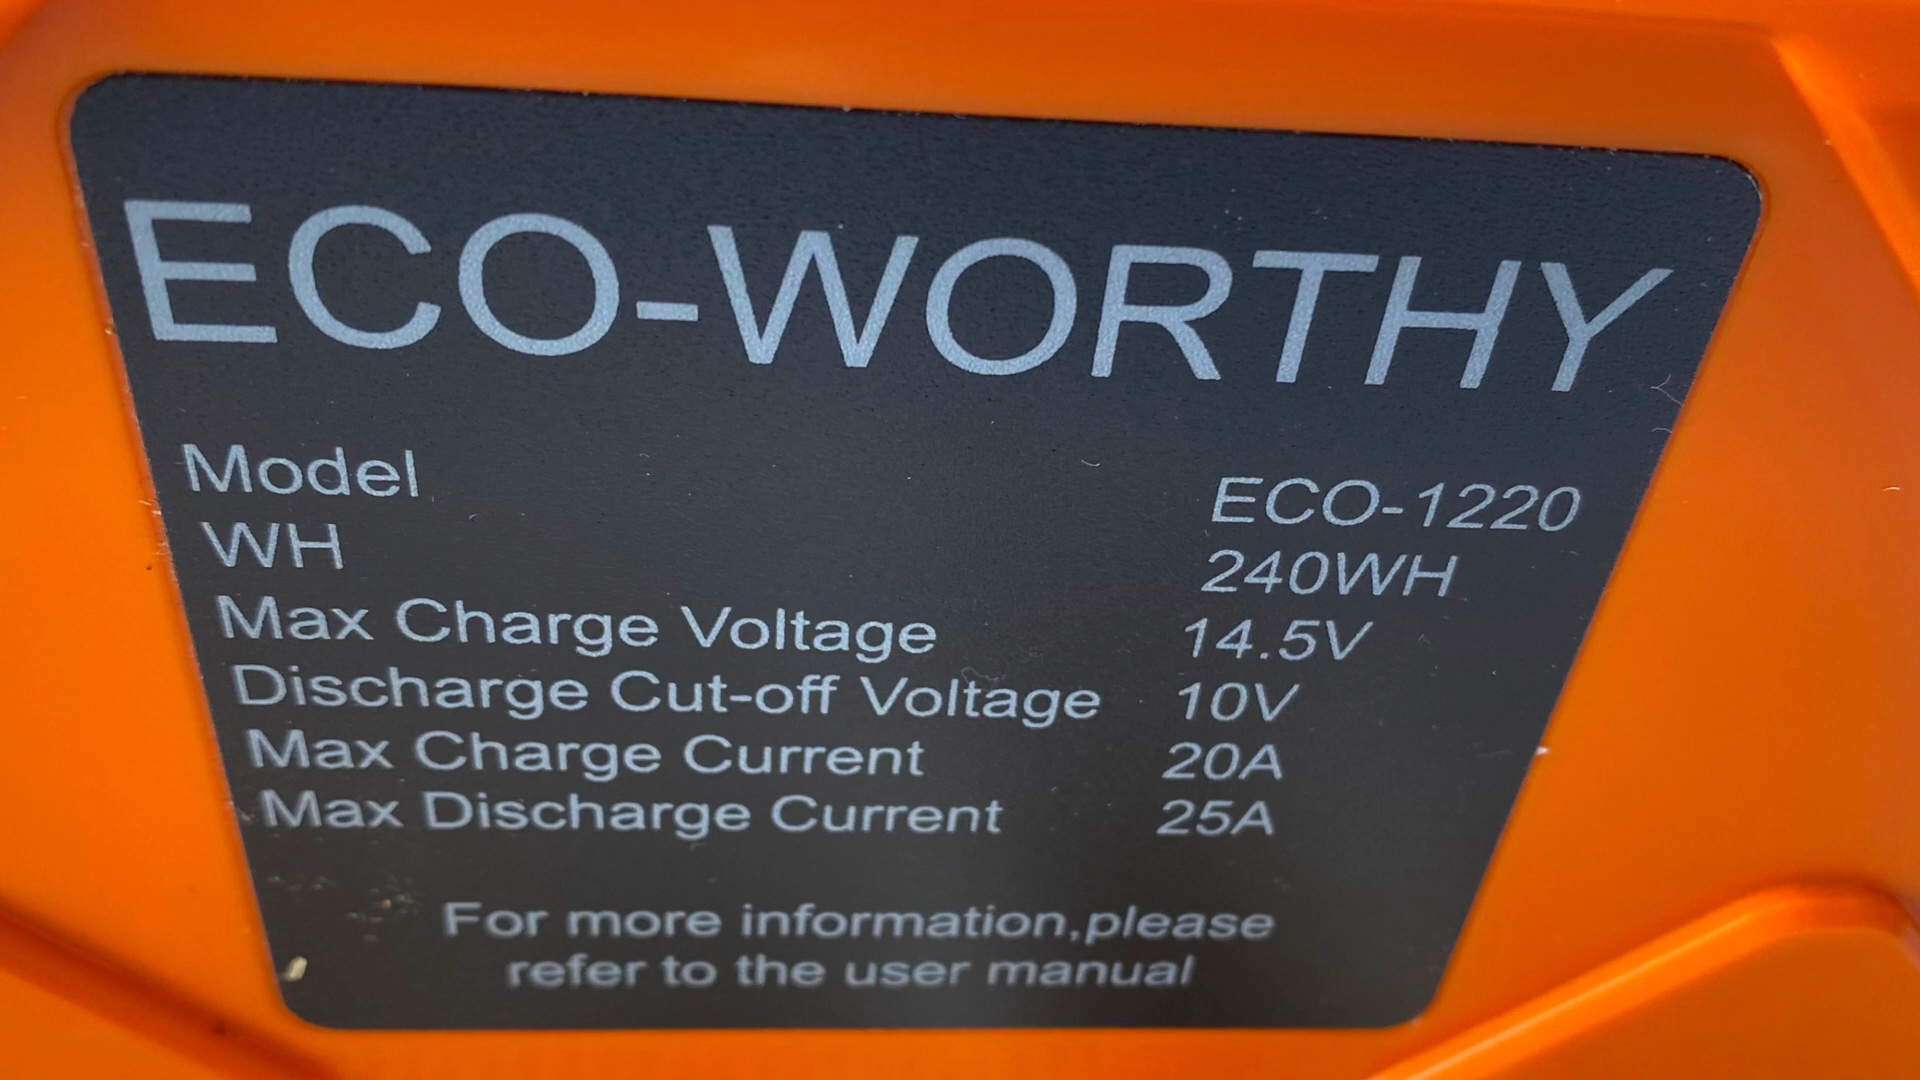 ECO-WORTHY
Model ECO-1220
WH 240WH
Max Charge Voltage 14.5V
Discharge Cut-off Voltage 10V
Max Charge Current 20A
Max Discharge Current 25A
For more information,please
refer to the user manual